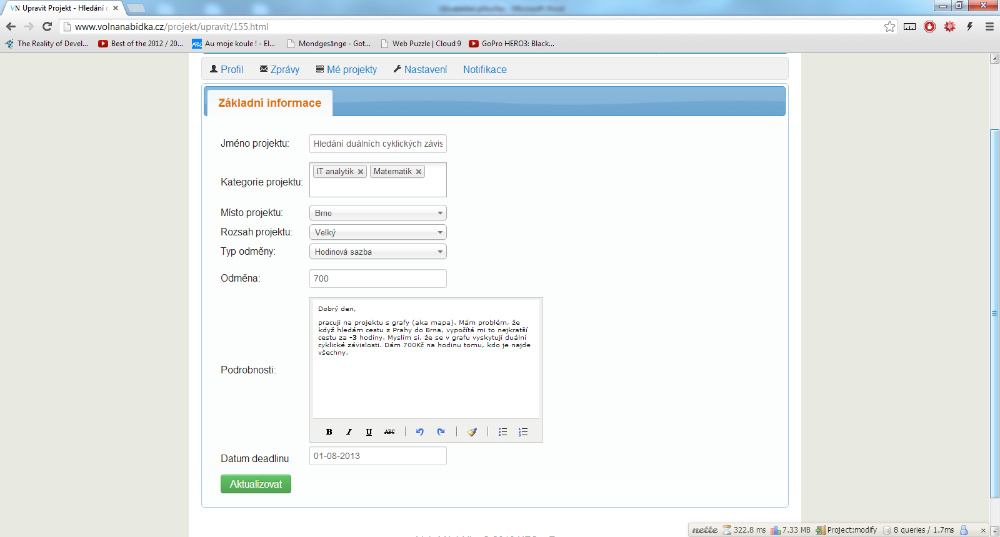 VN Upravit Projekt - Hledání
www.volnanabidka.cz/projekt/upravit/155.html
The Reality of Devel... Best of the 2012 / 20... Au moje koule ! - El... Mondgesänge - Got... Web Puzzle | Cloud 9 GoPro HERO3: Black...
Profil Zprávy Mé projekty Nastavení Notifikace
Základní informace
Jméno projektu: Hledání duálních cyklických závis
Kategorie projektu: IT analytik Matematik
Místo projektu: Brno
Rozsah projektu: Velký
Typ odměny: Hodinová sazba
Odměna: 700
Podrobnosti:
Dobrý den,
pracuji na projektu s grafy (aka mapa). Mám problém, že
když hledám cestu z Prahy do Brna, vypočítá mi to nejkratší
cestu za -3 hodiny. Myslím si, že se v grafu vyskytují duální
cyklické závislosti. Dám 700Kč na hodinu tomu, kdo je najde
všechny.
B I U ABC
Datum deadlinu 01-08-2013
Aktualizovat
nette 322.8 ms 7.33 MB Project:modify 8 queries / 1.7ms